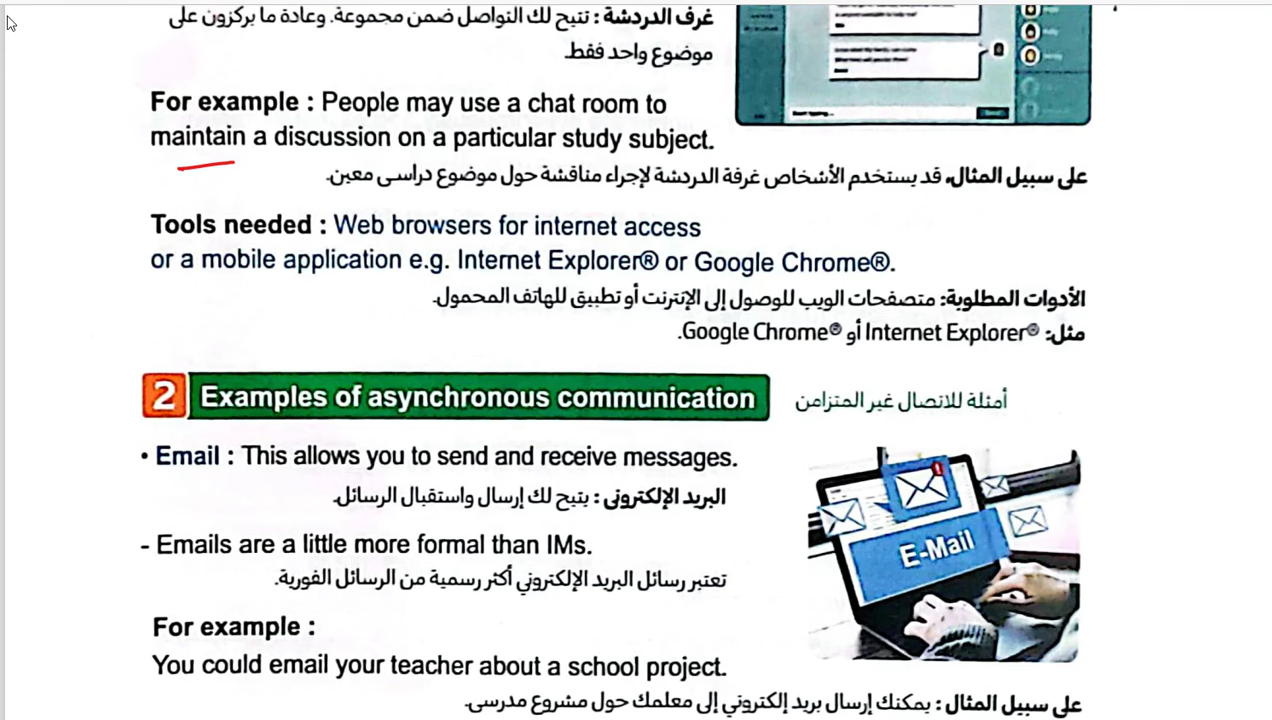 غرف الدردشة : تتيح لك التواصل ضمن مجموعة. وعادة ما يركزون على
موضوع واحد فقط.
For example : People may use a chat room to
maintain a discussion on a particular study subject.
على سبيل المثال، قد يستخدم الأشخاص غرفة الدردشة لإجراء مناقشة حول موضوع دراسى معين.
Tools needed : Web browsers for internet access
or a mobile application e.g. Internet Explorer® or Google Chrome®.
الأدوات المطلوبة: متصفحات الويب للوصول إلى الإنترنت أو تطبيق للهاتف المحمول.
مثل: Internet Explorer® أو Google Chrome®.
2 Examples of asynchronous communication
أمثلة للاتصال غير المتزامن
• Email : This allows you to send and receive messages.
البريد الإلكترونى : يتيح لك إرسال واستقبال الرسائل.
E-Mail
- Emails are a little more formal than IMs.
تعتبر رسائل البريد الإلكتروني أكثر رسمية من الرسائل الفورية.
For example :
You could email your teacher about a school project.
على سبيل المثال : يمكنك إرسال بريد إلكتروني إلى معلمك حول مشروع مدرسى.